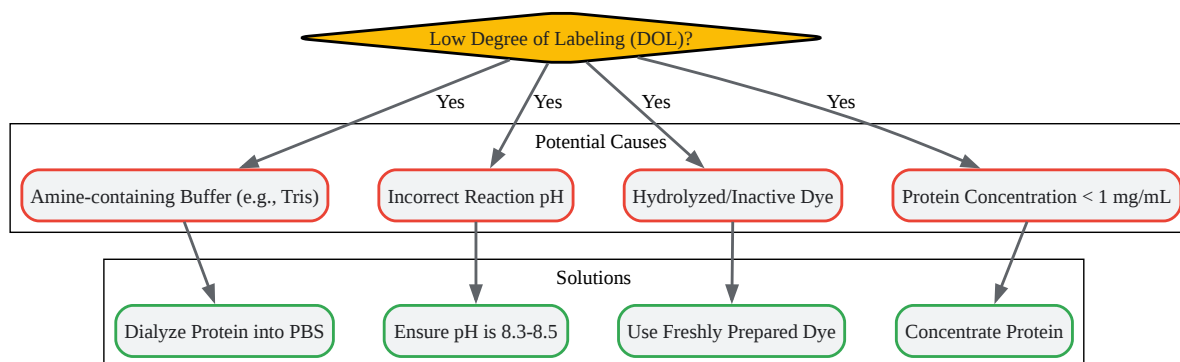 Low Degree of Labeling (DOL)?
Yes Yes Yes Yes
Potential Causes
Amine-containing Buffer (e.g., Tris) Incorrect Reaction pH Hydrolyzed/Inactive Dye Protein Concentration < 1 mg/mL
Solutions
Dialyze Protein into PBS Ensure pH is 8.3-8.5 Use Freshly Prepared Dye Concentrate Protein